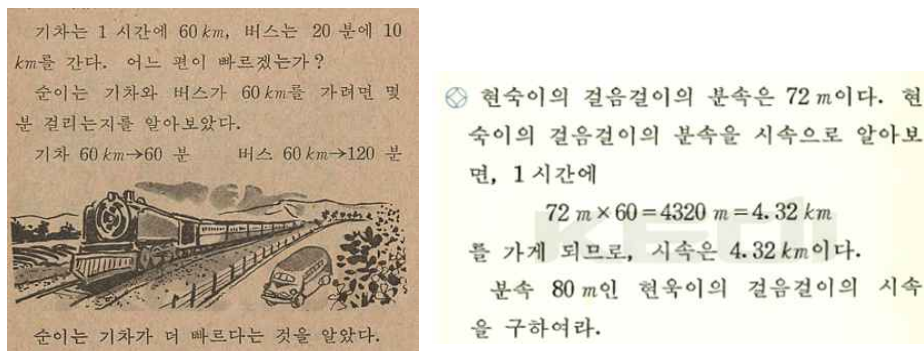 기차는 1 시간에 60 km, 버스는 20 분에 10
km를 간다. 어느 편이 빠르겠는가?
순이는 기차와 버스가 60 km를 가려면 몇
분 걸리는지를 알아보았다.
기차 60 km→60 분 버스 60 km→120 분
순이는 기차가 더 빠르다는 것을 알았다.
현숙이의 걸음걸이의 분속은 72 m이다. 현
숙이의 걸음걸이의 분속을 시속으로 알아보
면, 1 시간에
72 m×60=4320 m=4.32 km
를 가게 되므로, 시속은 4.32 km이다.
분속 80 m인 현욱이의 걸음걸이의 시속
을 구하여라.